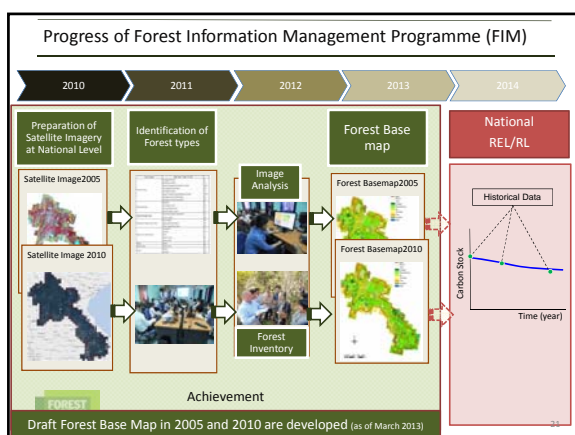 Progress of Forest Information Management Programme (FIM)
2010
2011
2012
2013
2014
Preparation of
Satellite Imagery
at National Level
Identification of
Forest types
Forest Base
map
National
REL/RL
Satellite Image2005
Satellite Image 2010
Image
Analysis
Forest
Inventory
Forest Basemap2005
Forest Basemap2010
Historical Data
Carbon Stock
Time (year)
FOREST
Achievement
Draft Forest Base Map in 2005 and 2010 are developed (as of March 2013)
21